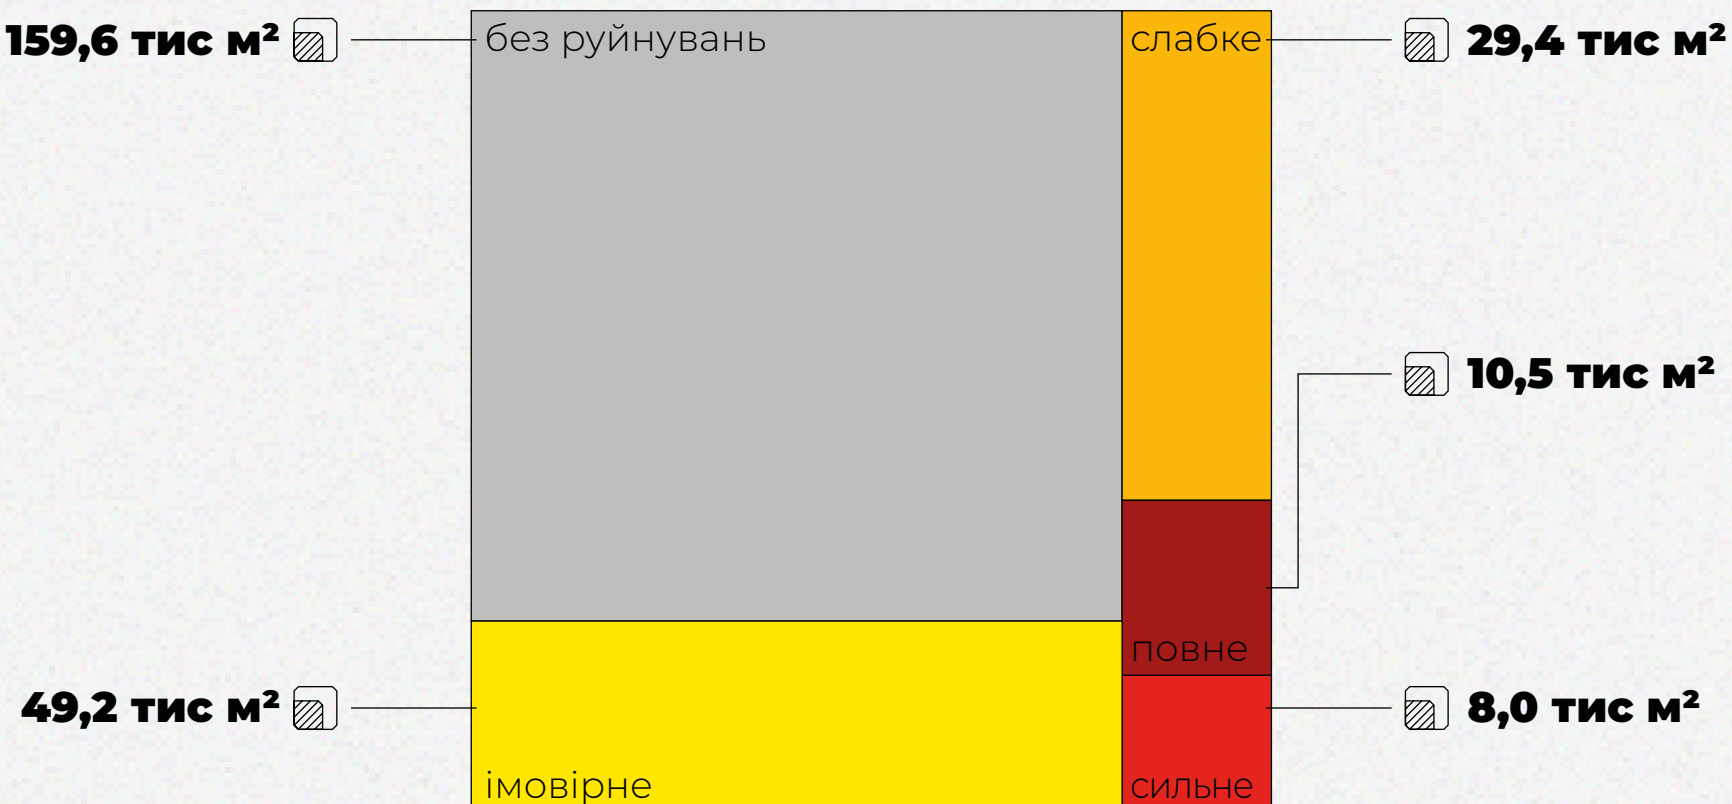 159,6 тис м²
без руйнувань
слабке
29,4 тис м²
10,5 тис м²
повне
49,2 тис м²
8,0 тис м²
імовірне
сильне